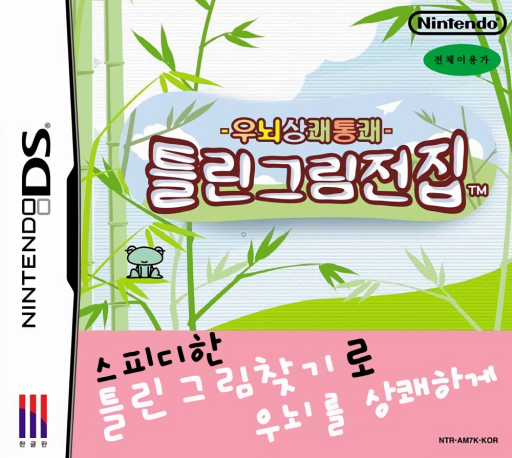 Nintendo®
전체이용가
NINTENDO DS™
-우뇌상쾌통쾌-
틀린그림전집™
스피디한
틀린그림찾기로
우뇌를 상쾌하게
한글판
NTR-AM7K-KOR